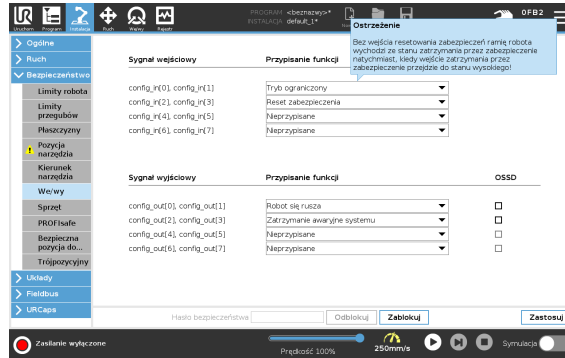 PROGRAM <beznazwy>*
INSTALACJA default_1*
0FB2
Uruchom Program Instalacja Ruch We/wy Rejestr
Ostrzeżenie
Bez wejścia resetowania zabezpieczeń ramię robota
wychodzi ze stanu zatrzymania przez zabezpieczenie
natychmiast, kiedy wejście zatrzymania przez
zabezpieczenie przejdzie do stanu wysokiego!
Ogólne
Ruch
Bezpieczeństwo
Limity robota
Limity
przegubów
Płaszczyzny
Pozycja
narzędzia
Kierunek
narzędzia
We/wy
Sprzęt
PROFIsafe
Bezpieczna
pozycja do...
Trójpozycyjny
Układy
Fieldbus
URCaps
Sygnał wejściowy Przypisanie funkcji
config_in[0], config_in[1] Tryb ograniczony
config_in[2], config_in[3] Reset zabezpieczenia
config_in[4], config_in[5] Nieprzypisane
config_in[6], config_in[7] Nieprzypisane
Sygnał wyjściowy Przypisanie funkcji OSSD
config_out[0], config_out[1] Robot się rusza
config_out[2], config_out[3] Zatrzymanie awaryjne systemu
config_out[4], config_out[5] Nieprzypisane
config_out[6], config_out[7] Nieprzypisane
Hasło bezpieczeństwa Odblokuj Zablokuj Zastosuj
Zasilanie wyłączone
Prędkość 100%
250mm/s
Symulacja